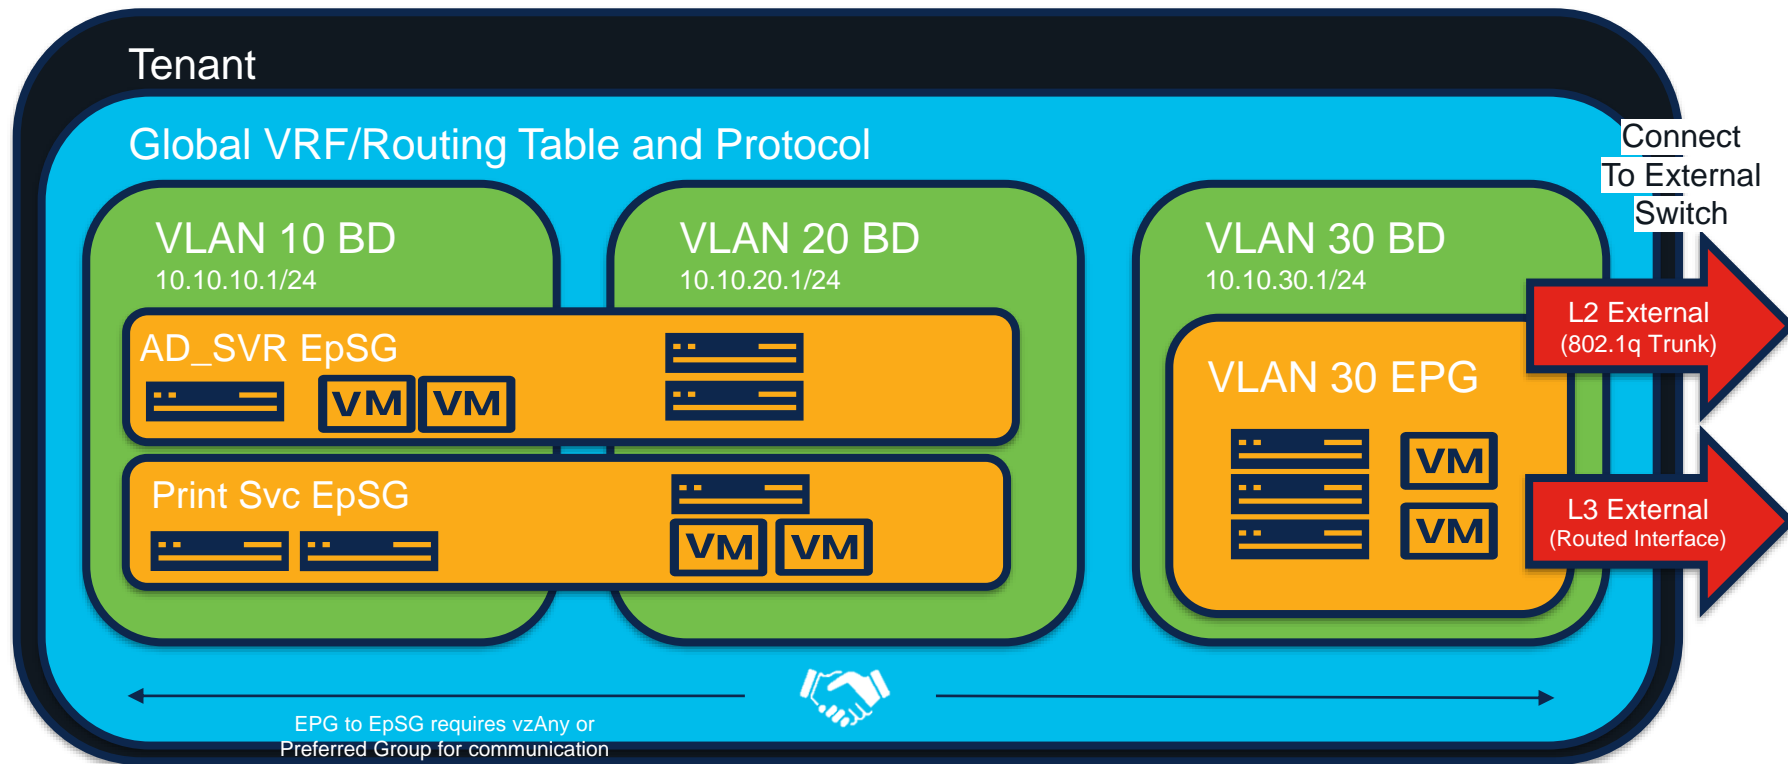 Tenant
Global VRF/Routing Table and Protocol
Connect
To External
Switch
VLAN 10 BD
10.10.10.1/24
VLAN 20 BD
10.10.20.1/24
VLAN 30 BD
10.10.30.1/24
L2 External
(802.1q Trunk)
AD_SVR EpSG
VM VM
VLAN 30 EPG
VM
VM
Print Svc EpSG
VM VM
L3 External
(Routed Interface)
EPG to EpSG requires vzAny or
Preferred Group for communication